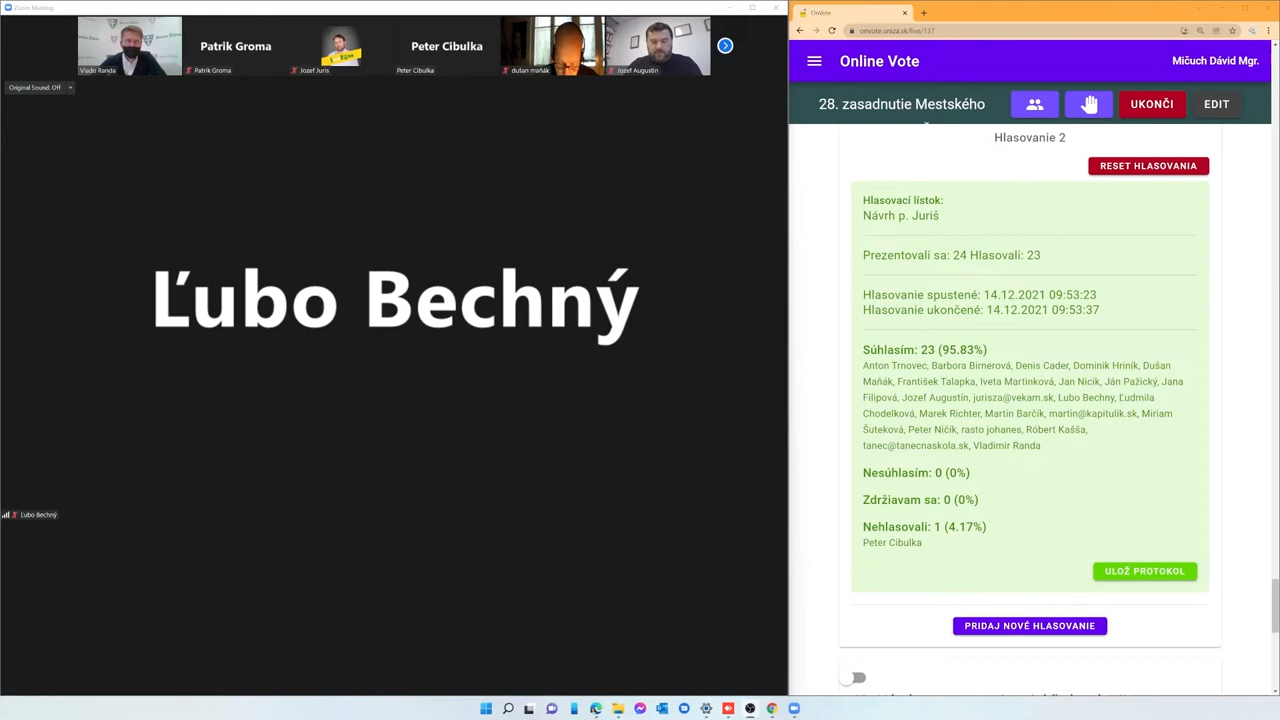 Zoom Meeting
Patrik Groma
Peter Cibulka
Vlado Randa
Patrik Groma
Jozef Juris
Peter Cibulka
dušan maňák
Jozef Augustín
Original Sound: Off
Ľubo Bechný
Ľubo Bechný
OnVote
onvote.uniza.sk/live/137
Online Vote
Mičuch Dávid Mgr.
28. zasadnutie Mestského
UKONČI
EDIT
Hlasovanie 2
RESET HLASOVANIA
Hlasovací lístok:
Návrh p. Juriš
Prezentovali sa: 24 Hlasovali: 23
Hlasovanie spustené: 14.12.2021 09:53:23
Hlasovanie ukončené: 14.12.2021 09:53:37
Súhlasím: 23 (95.83%)
Anton Trnovec, Barbora Birnerová, Denis Cader, Dominik Hriník, Dušan
Maňák, František Talapka, Iveta Martinková, Jan Nicik, Ján Pažický, Jana
Filipová, Jozef Augustín, jurisza@vekam.sk, Lubo Bechny, Ľudmila
Chodelková, Marek Richter, Martin Barčík, martin@kapitulik.sk, Miriam
Šuteková, Peter Ničík, rasto johanes, Róbert Kašša,
tanec@tanecnaskola.sk, Vladimir Randa
Nesúhlasím: 0 (0%)
Zdržiavam sa: 0 (0%)
Nehlasovali: 1 (4.17%)
Peter Cibulka
ULOŽ PROTOKOL
PRIDAJ NOVÉ HLASOVANIE